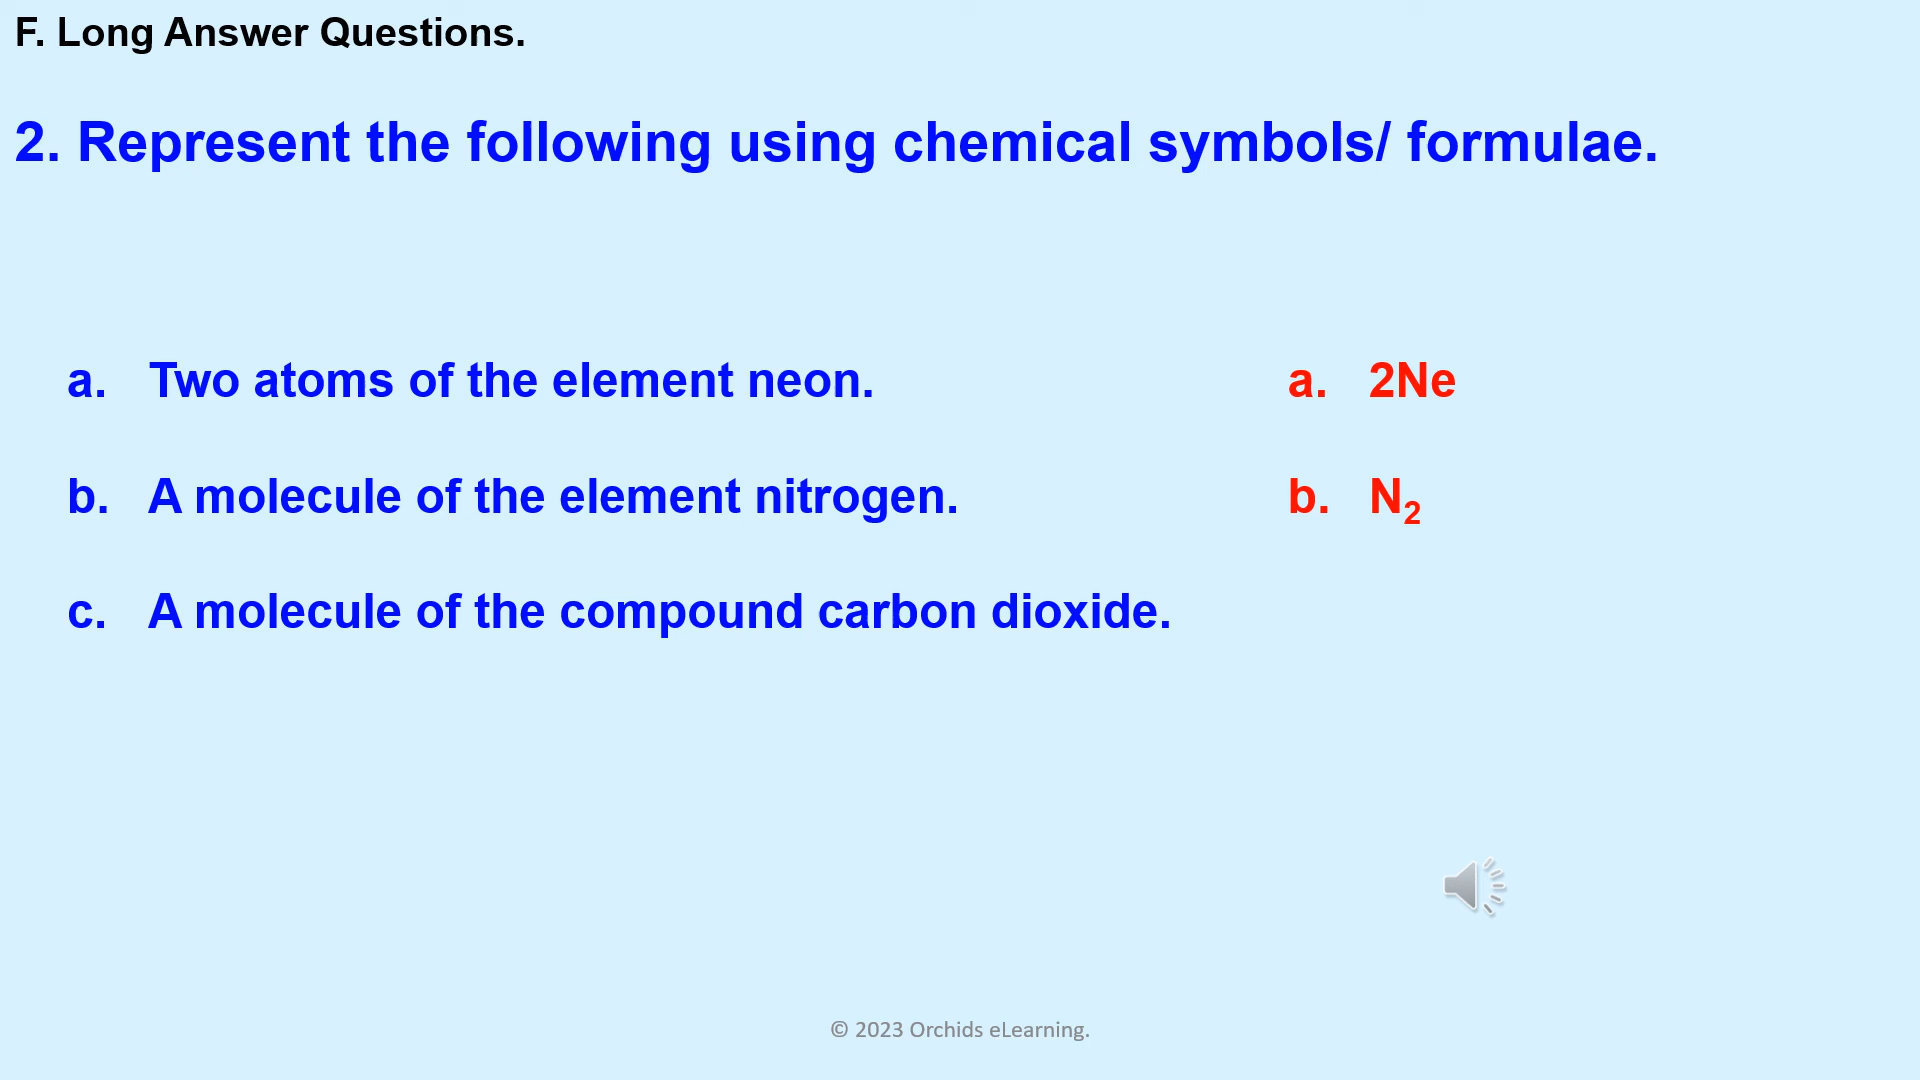 F. Long Answer Questions.
2. Represent the following using chemical symbols/ formulae.
a. Two atoms of the element neon.
a. 2Ne
b. A molecule of the element nitrogen.
b. N₂
c. A molecule of the compound carbon dioxide.
© 2023 Orchids eLearning.